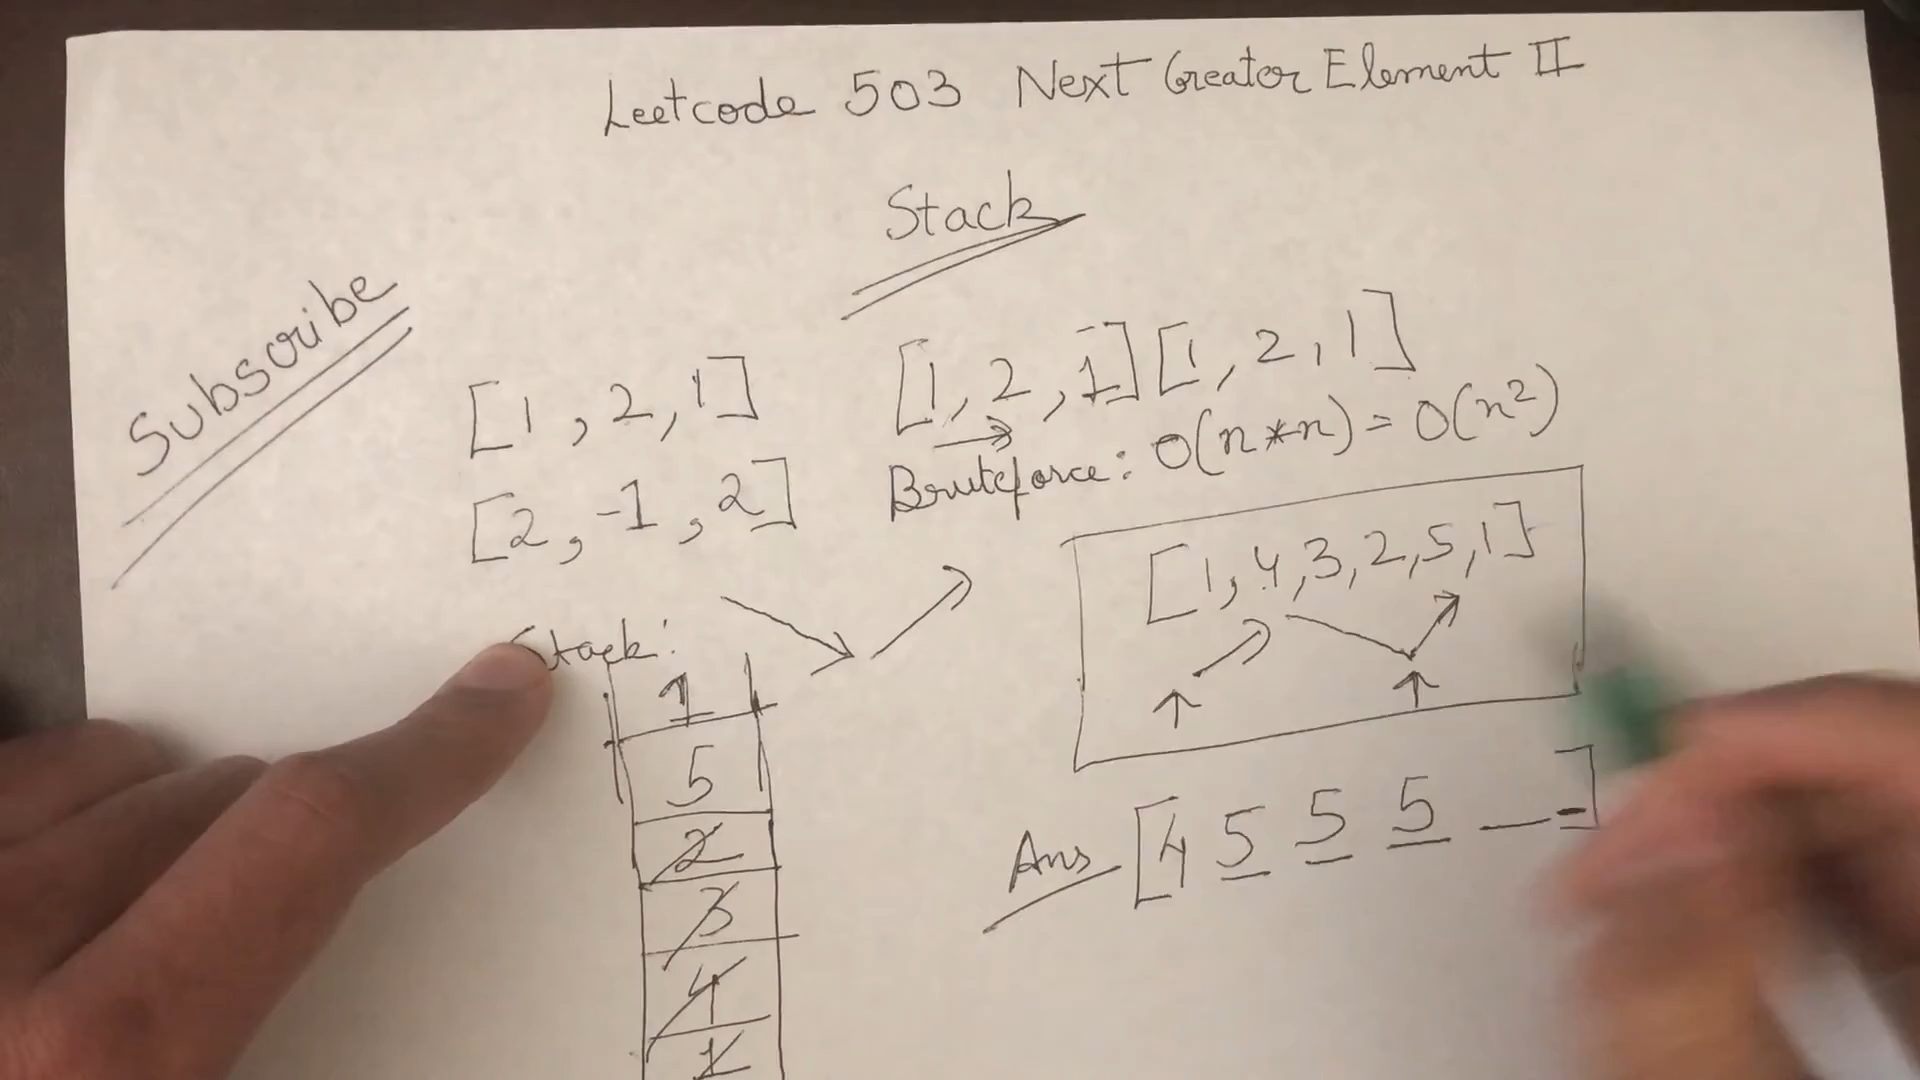 Leetcode 503 Next Greater Element II
Stack
Subscribe
[1, 2, 1] [1, 2, 1]
[1, 2, 1]
Bruteforce: O(n*n) = O(n²)
[2, -1, 2]
[1, 4, 3, 2, 5, 1]
Stack:
1
5
2
3
4
1
Ans [4 5 5 5 _ _]